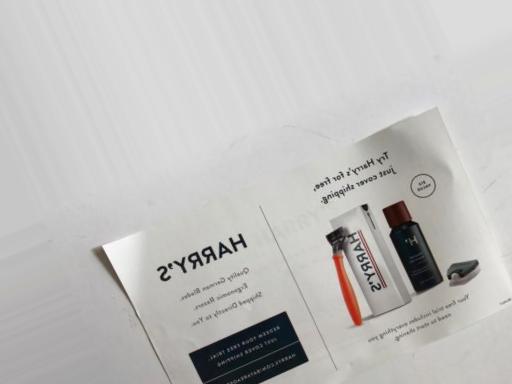 HARRY'S
Quality German Blades.
Ergonomic Razors.
Shipped Directly to You.
REDEEM YOUR FREE TRIAL.
JUST COVER SHIPPING
Try Harry's for free,
just cover shipping.
HARRY'S
H'
Your free trial includes everything you
need to start shaving.